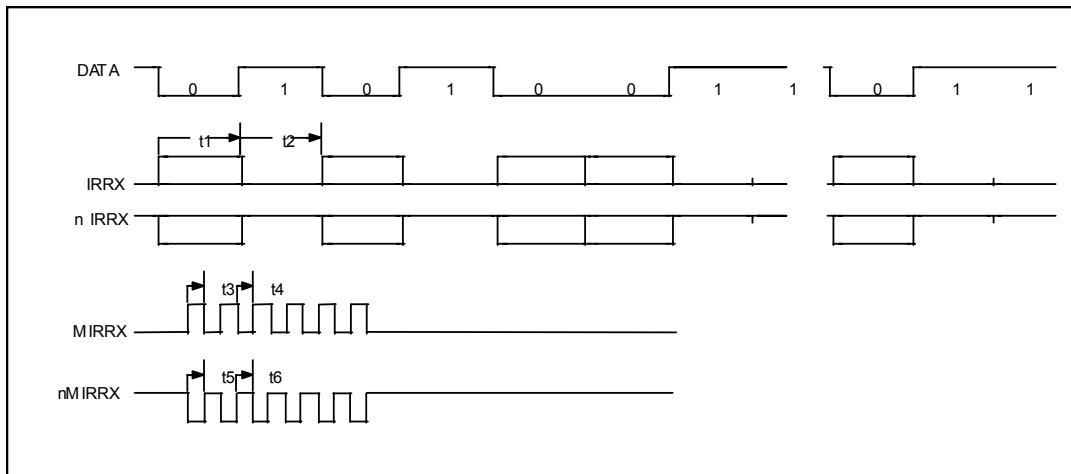 DATA
0 1 0 1 0 0 1 1 0 1 1
t1 t2
IRRX
n IRRX
t3 t4
MIRRX
t5 t6
nMIRRX